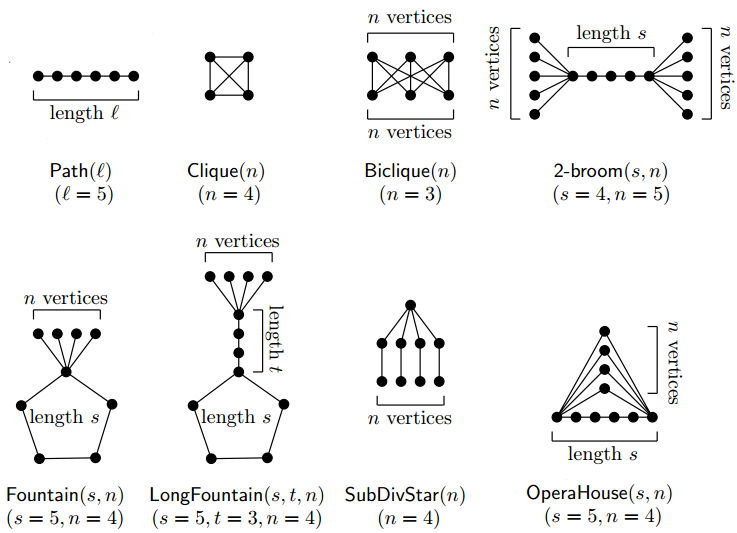 n vertices
length s
n vertices
n vertices
length ℓ
n vertices
Path(ℓ)
(ℓ = 5)
Clique(n)
(n = 4)
Biclique(n)
(n = 3)
2-broom(s, n)
(s = 4, n = 5)
n vertices
n vertices
length t
n vertices
length s
length s
n vertices
n vertices
length s
Fountain(s, n)
(s = 5, n = 4)
LongFountain(s, t, n)
(s = 5, t = 3, n = 4)
SubDivStar(n)
(n = 4)
OperaHouse(s, n)
(s = 5, n = 4)